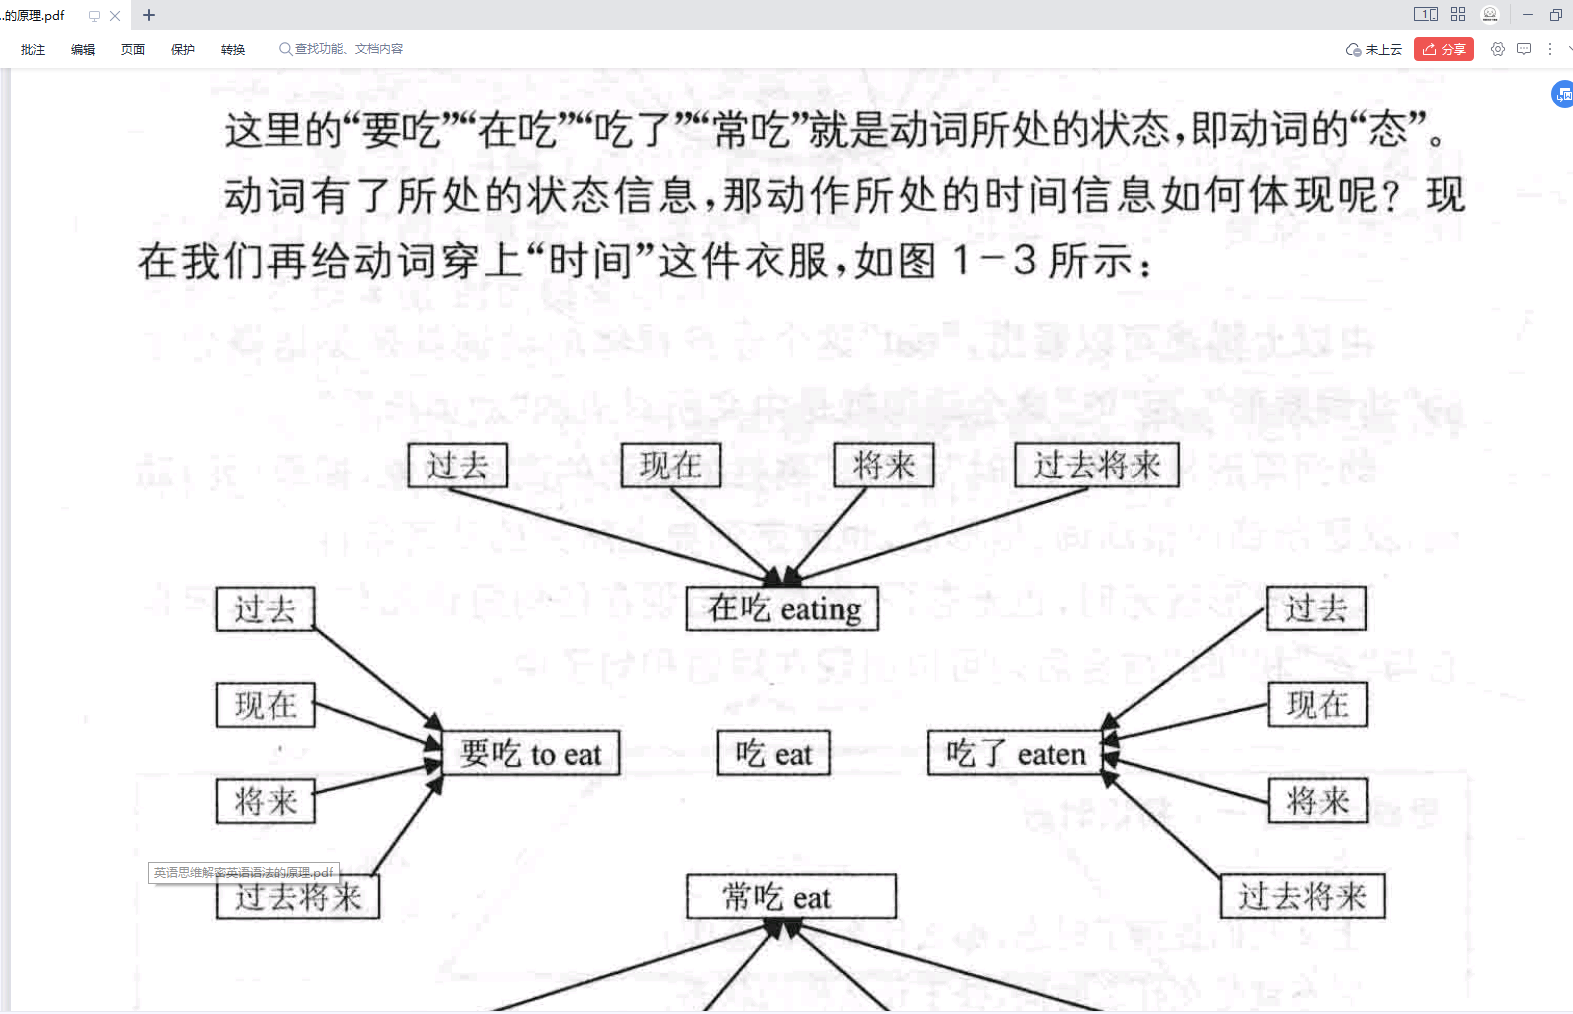 ..的原理.pdf
1
批注 编辑 页面 保护 转换 查找功能、文档内容 未上云 分享
这里的“要吃”“在吃”“吃了”“常吃”就是动词所处的状态,即动词的“态”。
动词有了所处的状态信息,那动作所处的时间信息如何体现呢？现
在我们再给动词穿上“时间”这件衣服,如图 1-3 所示:
过去 现在 将来 过去将来
过去 在吃 eating 过去
现在 现在
要吃 to eat 吃 eat 吃了 eaten
将来 将来
英语思维解密英语语法的原理.pdf
过去将来 常吃 eat 过去将来